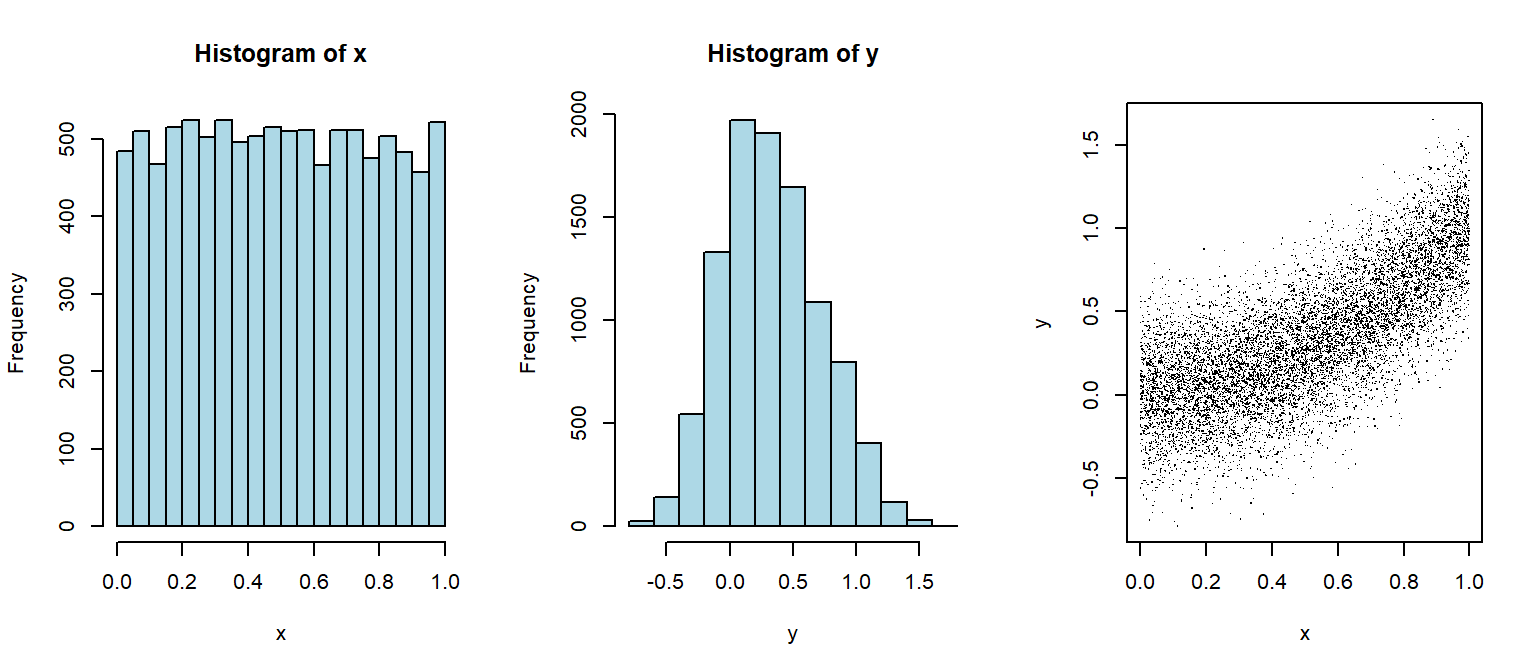 Histogram of x
Frequency
0 100 200 300 400 500
0.0 0.2 0.4 0.6 0.8 1.0
x
Histogram of y
Frequency
0 500 1000 1500 2000
-0.5 0.0 0.5 1.0 1.5
y
y
-0.5 0.0 0.5 1.0 1.5
0.0 0.2 0.4 0.6 0.8 1.0
x